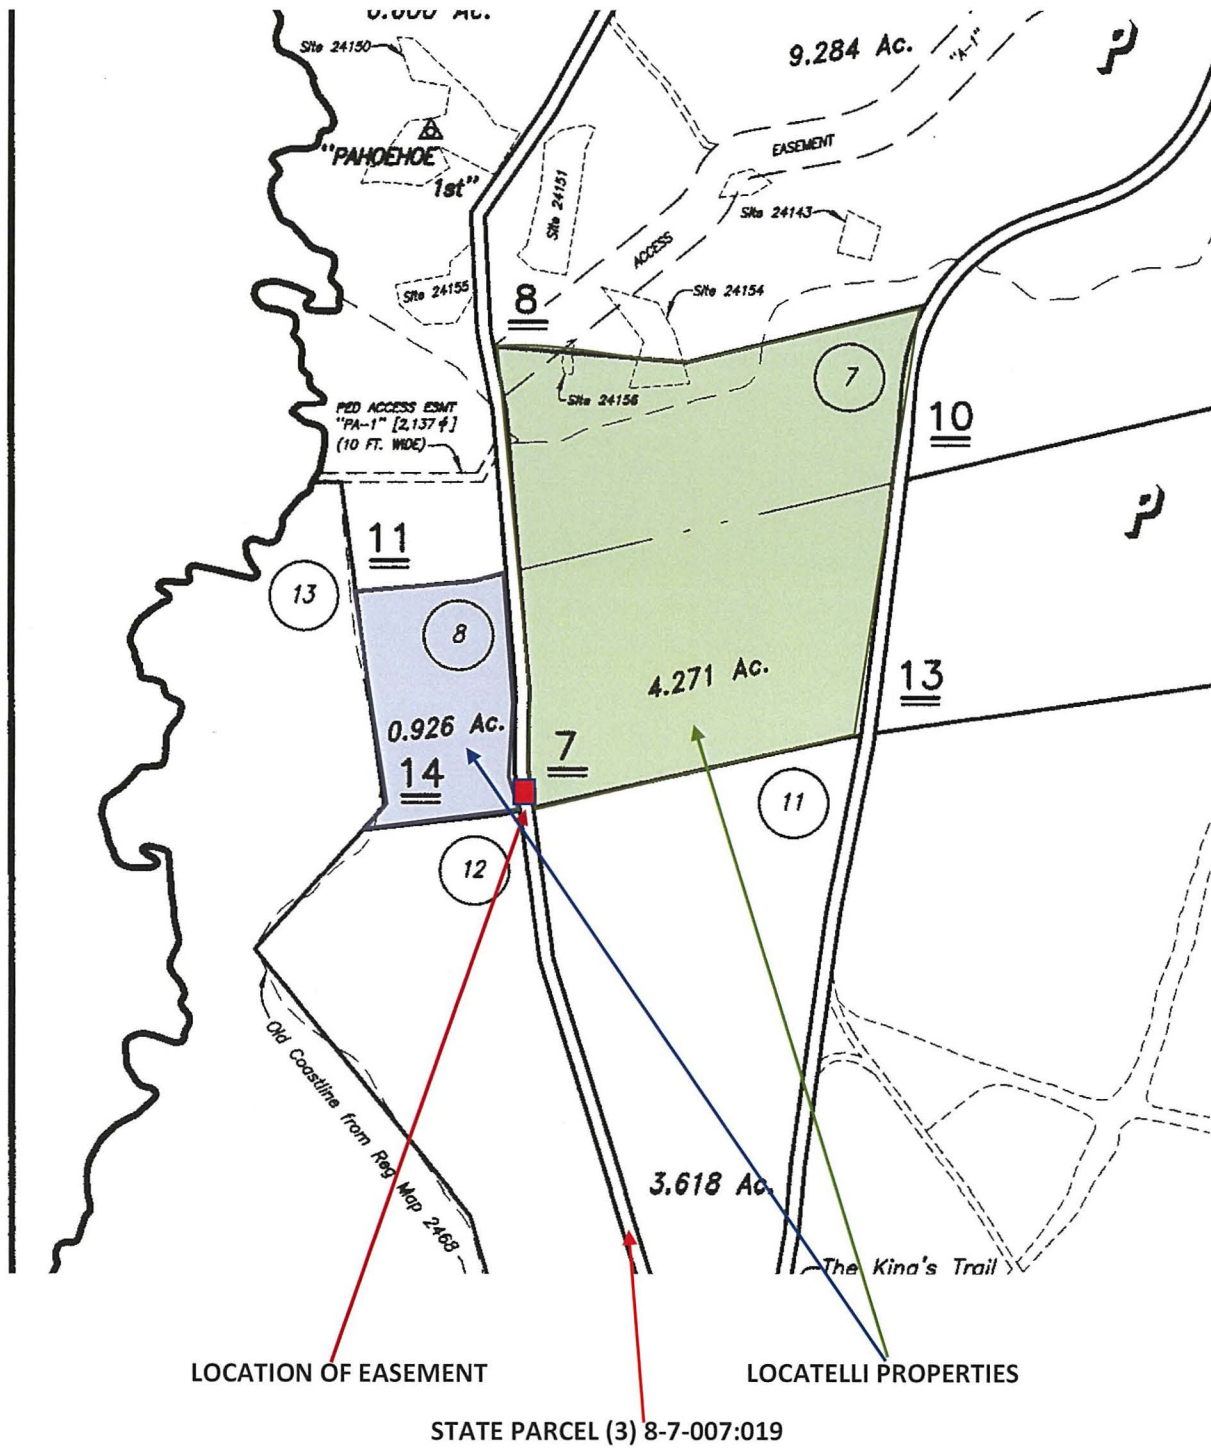 Site 24150
9.284 Ac.
"A-1"
P
"PAHOEHOE
1st"
EASEMENT
Site 24151
Site 24143
ACCESS
Site 24155
8
Site 24154
7
Site 24156
PED ACCESS ESMT
"PA-1" [2,137 ⏍]
(10 FT. WIDE)
10
P
11
13
8
4.271 Ac.
13
0.926 Ac.
14
7
11
12
Old Coastline from Reg Map 2468
3.618 Ac.
The King's Trail
LOCATION OF EASEMENT
LOCATELLI PROPERTIES
STATE PARCEL (3) 8-7-007:019